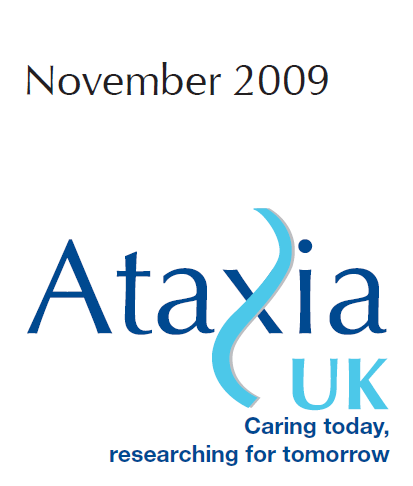 November 2009
Ataxia
UK
Caring today,
researching for tomorrow